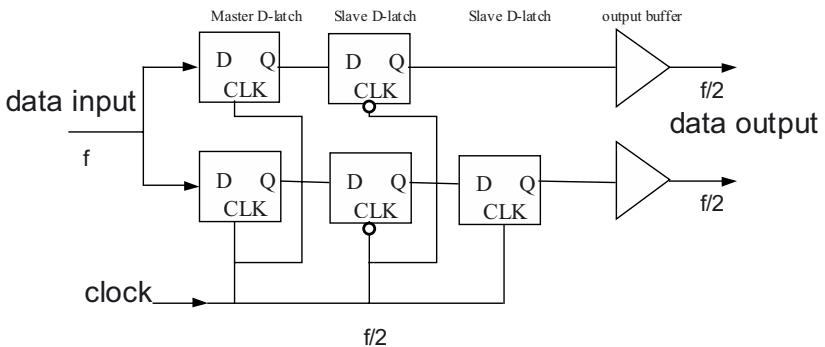 Master D-latch Slave D-latch Slave D-latch output buffer
D Q D Q
CLK CLK
f/2
data input
data output
f
D Q D Q D Q
CLK CLK CLK
f/2
clock
f/2